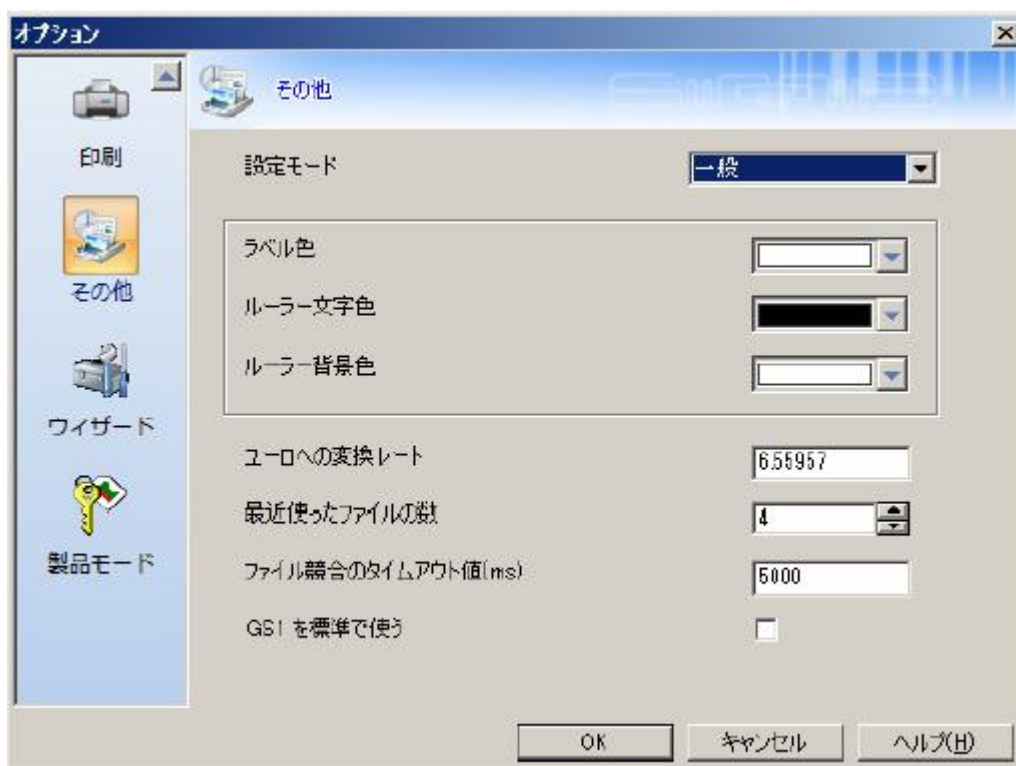 オプション
印刷
その他
ウィザード
製品モード
その他
設定モード
一般
ラベル色
ルーラー文字色
ルーラー背景色
ユーロへの変換レート
6.55957
最近使ったファイルの数
4
ファイル競合のタイムアウト値(ms)
5000
GS1 を標準で使う
OK
キャンセル
ヘルプ(H)